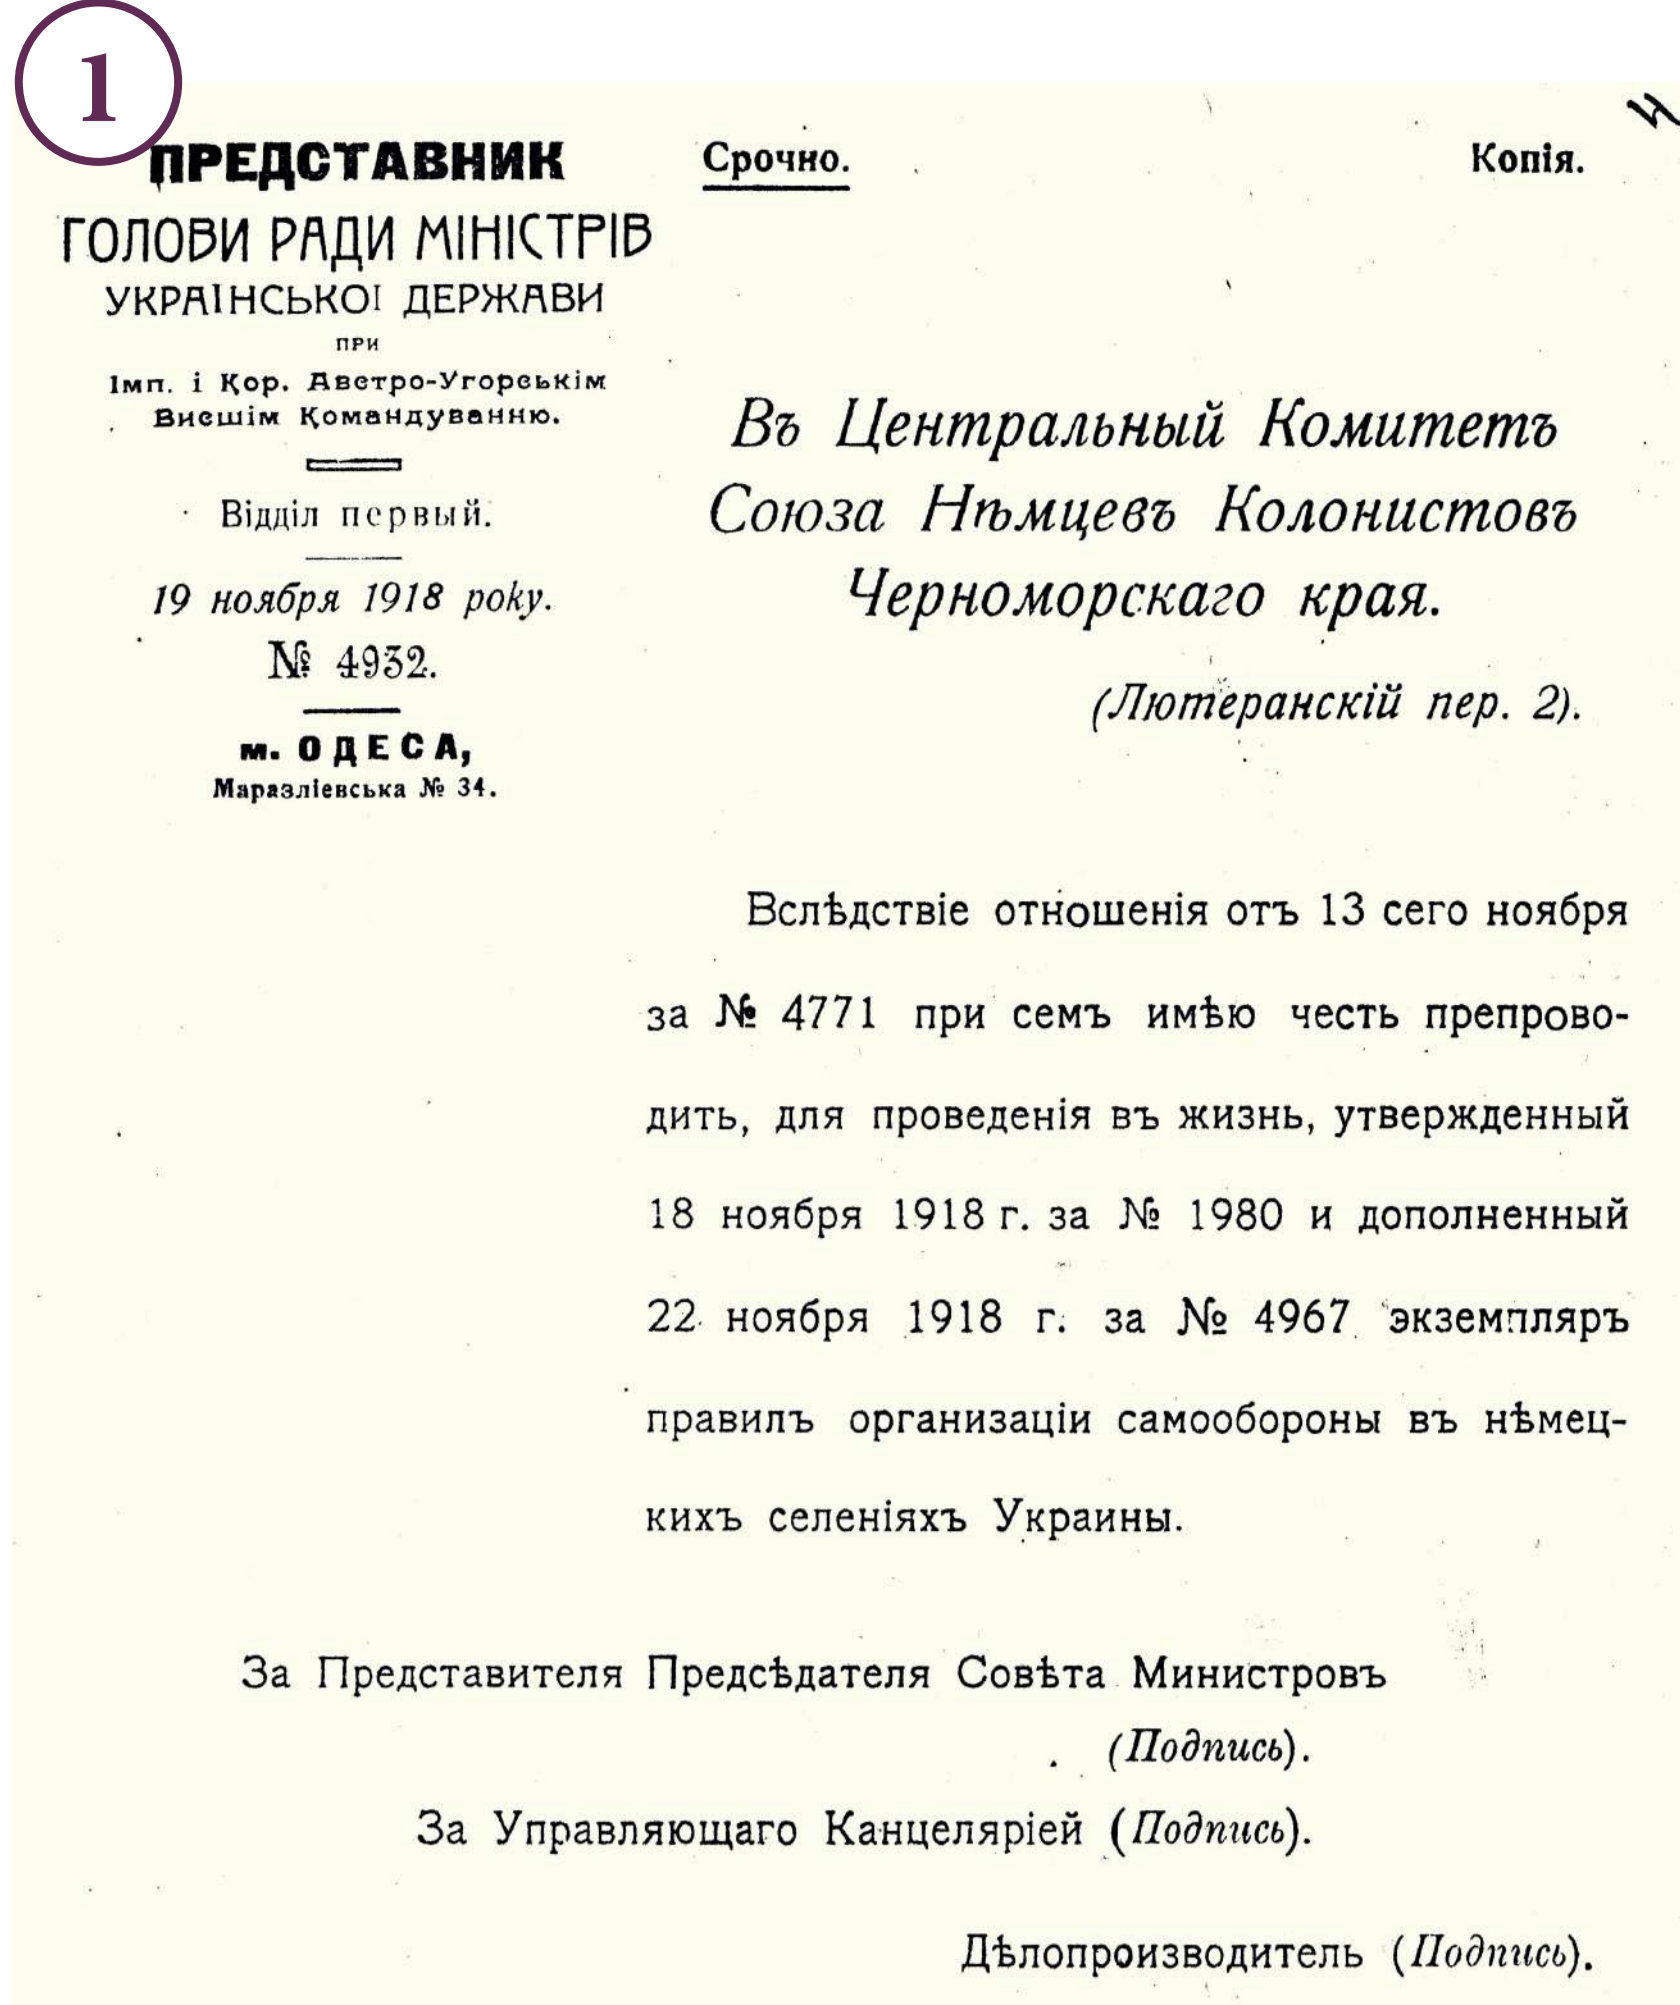 1
ПРЕДСТАВНИК
ГОЛОВИ РАДИ МІНІСТРІВ
УКРАІНСЬКОІ ДЕРЖАВИ
ПРИ
Імп. і Кор. Австро-Угорськім
Висшім Командуванню.
Відділ первый.
19 ноября 1918 року.
№ 4932.
м. ОДЕСА,
Маразліевська № 34.
Срочно.
Копія.
4
Въ Центральный Комитетъ
Союза Нѣмцевъ Колонистовъ
Черноморскаго края.
(Лютеранскій пер. 2).
Вслѣдствіе отношенія отъ 13 сего ноября
за № 4771 при семъ имѣю честь препрово-
дить, для проведенія въ жизнь, утвержденный
18 ноября 1918 г. за № 1980 и дополненный
22 ноября 1918 г. за № 4967 экземпляръ
правилъ организаціи самообороны въ нѣмец-
кихъ селеніяхъ Украины.
За Представителя Предсѣдателя Совѣта Министровъ
(Подпись).
За Управляющаго Канцеляріей (Подпись).
Дѣлопроизводитель (Подпись).